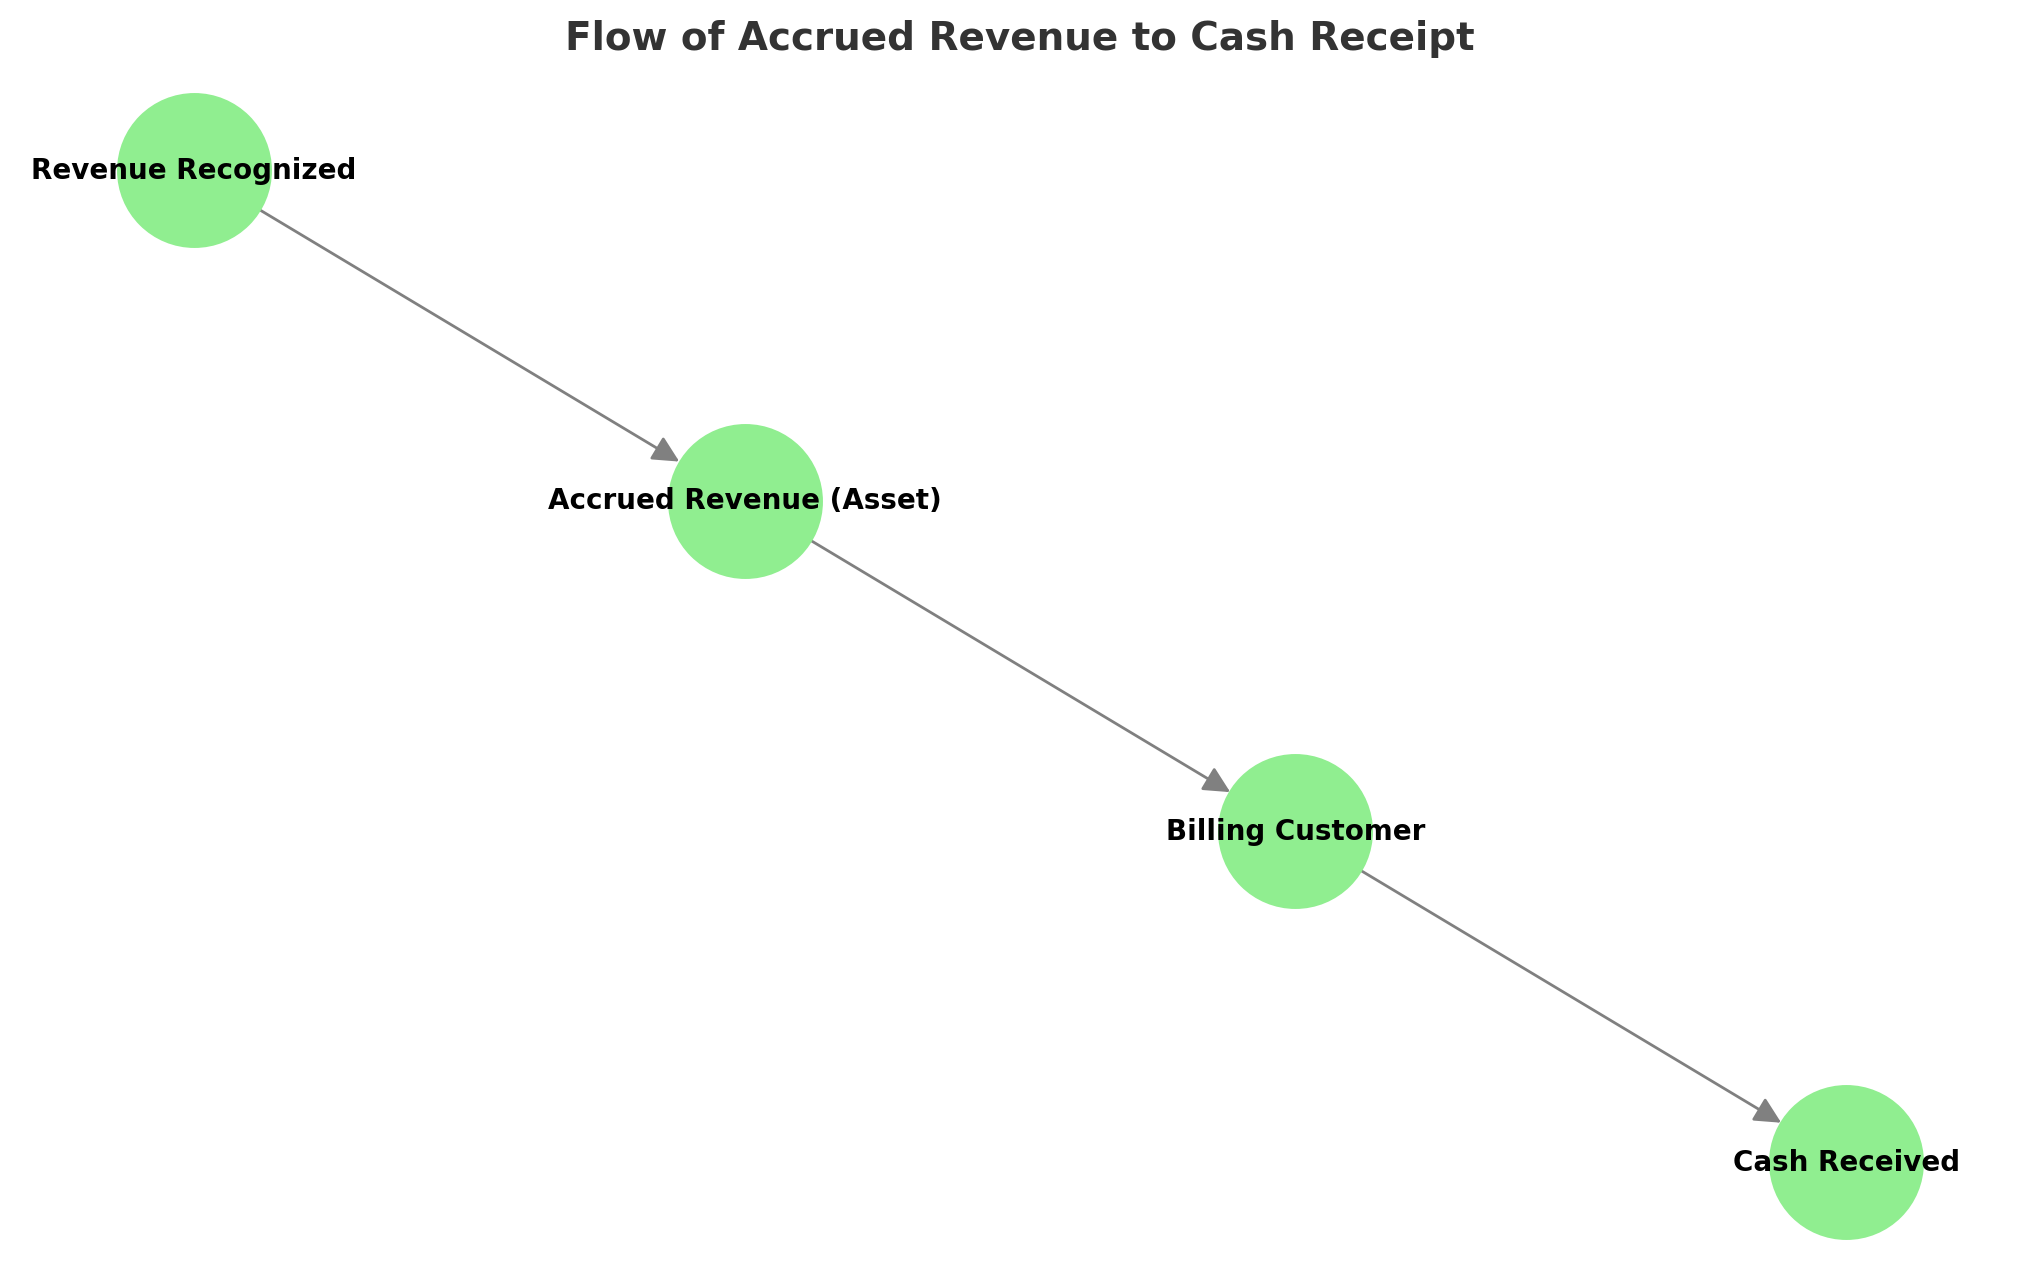 Flow of Accrued Revenue to Cash Receipt
Revenue Recognized
Accrued Revenue (Asset)
Billing Customer
Cash Received